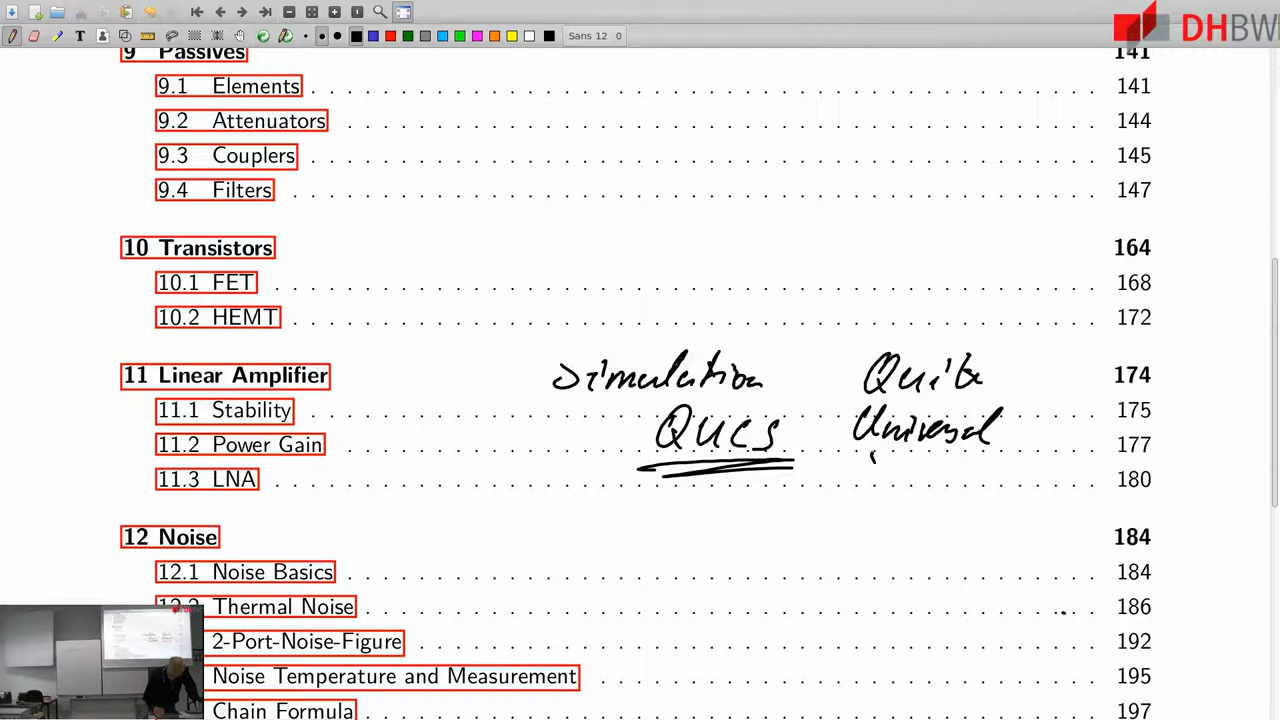 Sans 12 0
DHBW
9 Passives 141
9.1 Elements . . . . . . . . . . . . . . . . . . . . . . . . . . . . . . . . . . 141
9.2 Attenuators . . . . . . . . . . . . . . . . . . . . . . . . . . . . . . . . . 144
9.3 Couplers . . . . . . . . . . . . . . . . . . . . . . . . . . . . . . . . . . 145
9.4 Filters . . . . . . . . . . . . . . . . . . . . . . . . . . . . . . . . . . . 147
10 Transistors 164
10.1 FET . . . . . . . . . . . . . . . . . . . . . . . . . . . . . . . . . . . . 168
10.2 HEMT . . . . . . . . . . . . . . . . . . . . . . . . . . . . . . . . . . . 172
11 Linear Amplifier Simulation Quite 174
11.1 Stability . . . . . . . . . . . . . . . . . . . . . . . . . . . . . . . . . . 175
QUCS Universal
11.2 Power Gain . . . . . . . . . . . . . . . . . . . . . . . . . . . . . . . . . 177
11.3 LNA . . . . . . . . . . . . . . . . . . . . . . . . . . . . . . . . . . . . 180
12 Noise 184
12.1 Noise Basics . . . . . . . . . . . . . . . . . . . . . . . . . . . . . . . . 184
12.2 Thermal Noise . . . . . . . . . . . . . . . . . . . . . . . . . . . . . . . 186
2-Port-Noise-Figure . . . . . . . . . . . . . . . . . . . . . . . . . . . . . 192
Noise Temperature and Measurement . . . . . . . . . . . . . . . . . . . . 195
Chain Formula . . . . . . . . . . . . . . . . . . . . . . . . . . . . . . . . 197